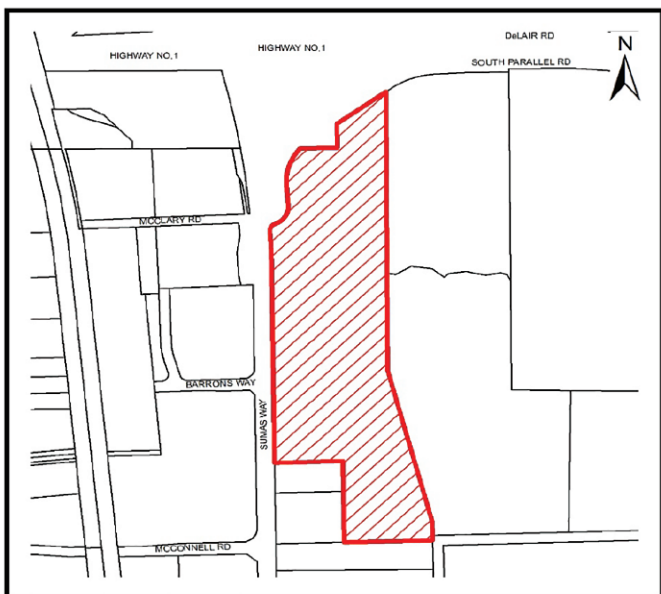 DeLAIR RD
HIGHWAY NO.1
HIGHWAY NO.1
SOUTH PARALLEL RD
N
MCCLARY RD
BARRONS WAY
SUMAS WAY
MCCONNELL RD